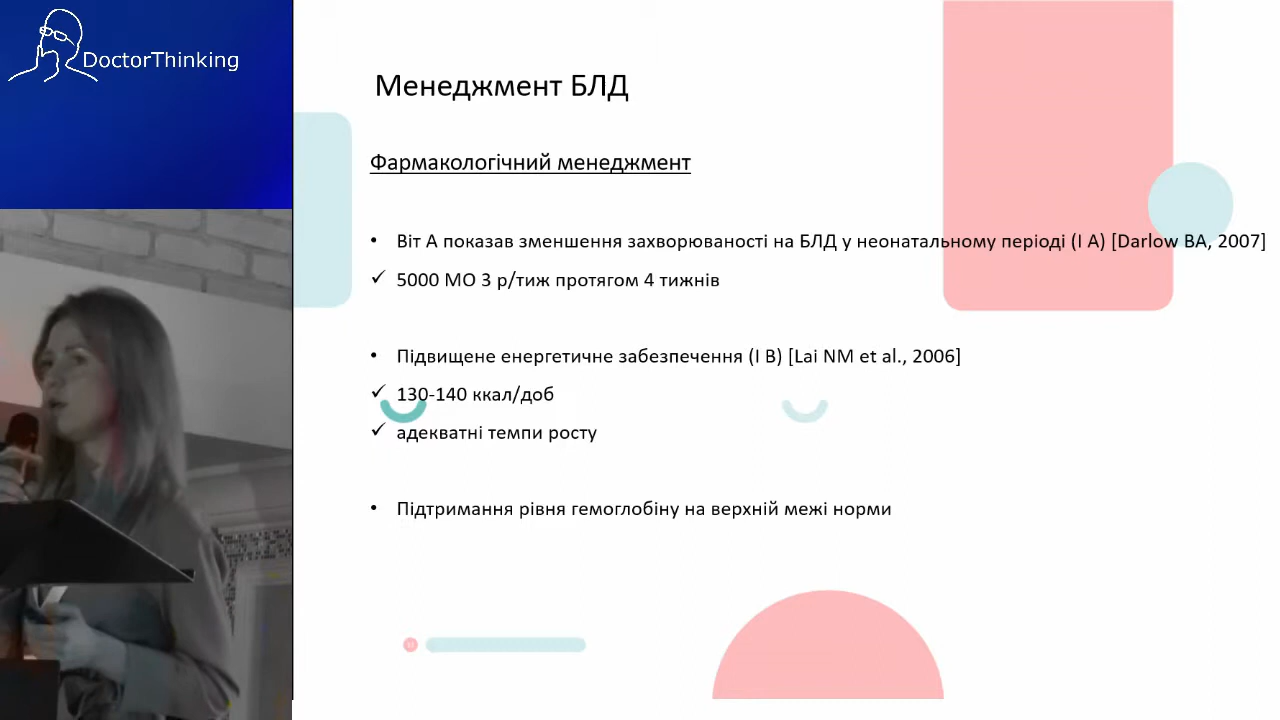 DoctorThinking
Менеджмент БЛД
Фармакологічний менеджмент
• Віт А показав зменшення захворюваності на БЛД у неонатальному періоді (I A) [Darlow BA, 2007]
✓ 5000 МО 3 р/тиж протягом 4 тижнів
• Підвищене енергетичне забезпечення (I B) [Lai NM et al., 2006]
✓ 130-140 ккал/доб
✓ адекватні темпи росту
• Підтримання рівня гемоглобіну на верхній межі норми